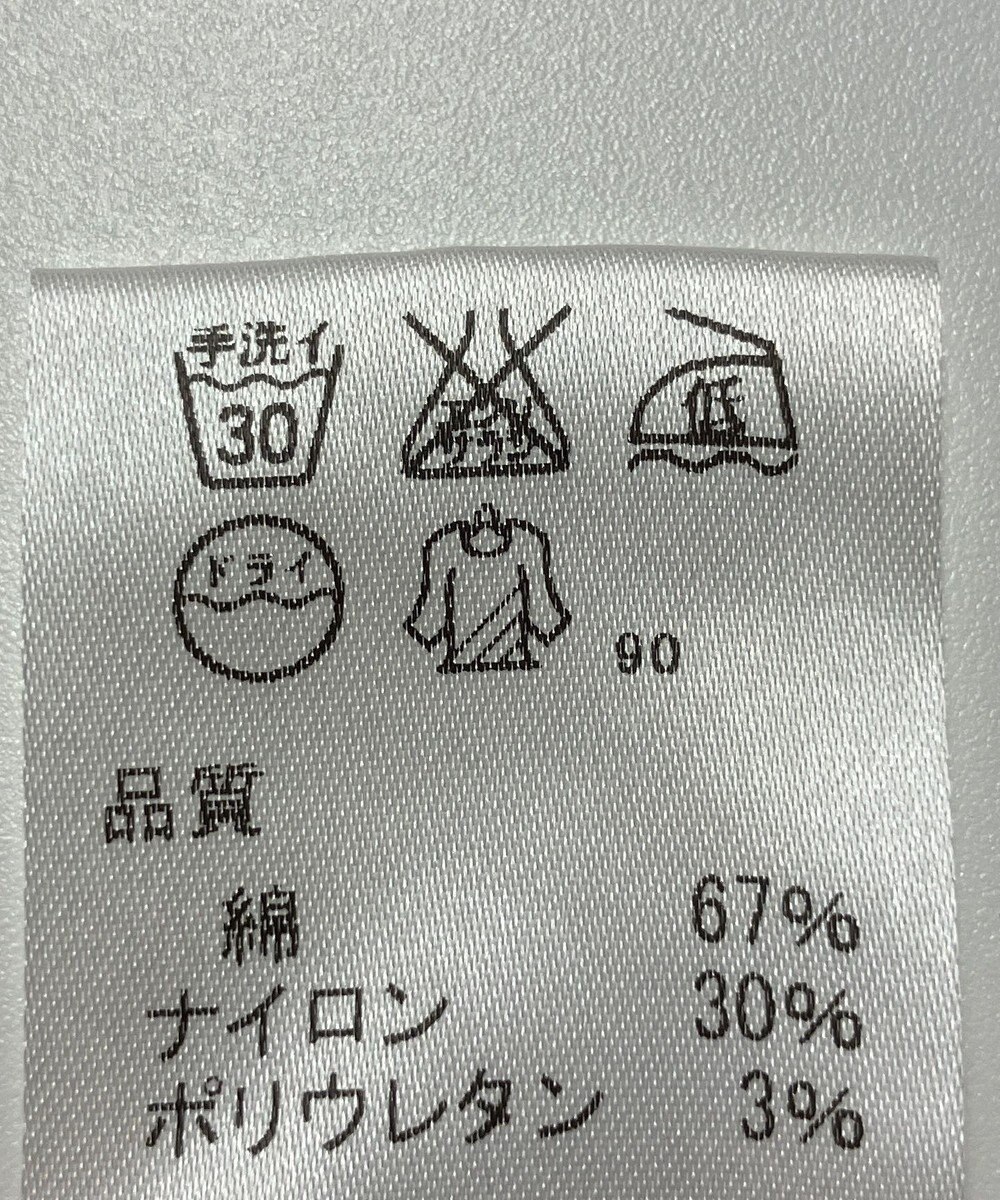 手洗イ
30
エンソ
サラシ
低
ドライ
90
品質
綿 67%
ナイロン 30%
ポリウレタン 3%